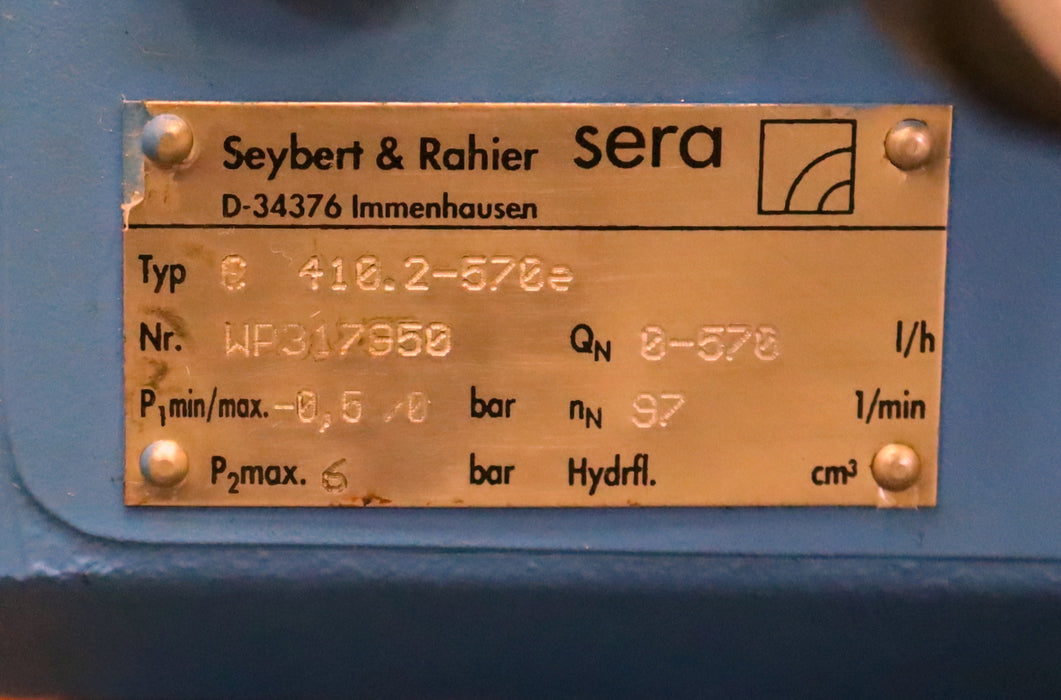 Seybert & Rahier sera
D-34376 Immenhausen
Typ 410.2-570e
Nr. WP317950 QN 0-570 l/h
P1min/max. -0,5 /0 bar nN 97 1/min
P2max. 6 bar Hydrfl. cm³